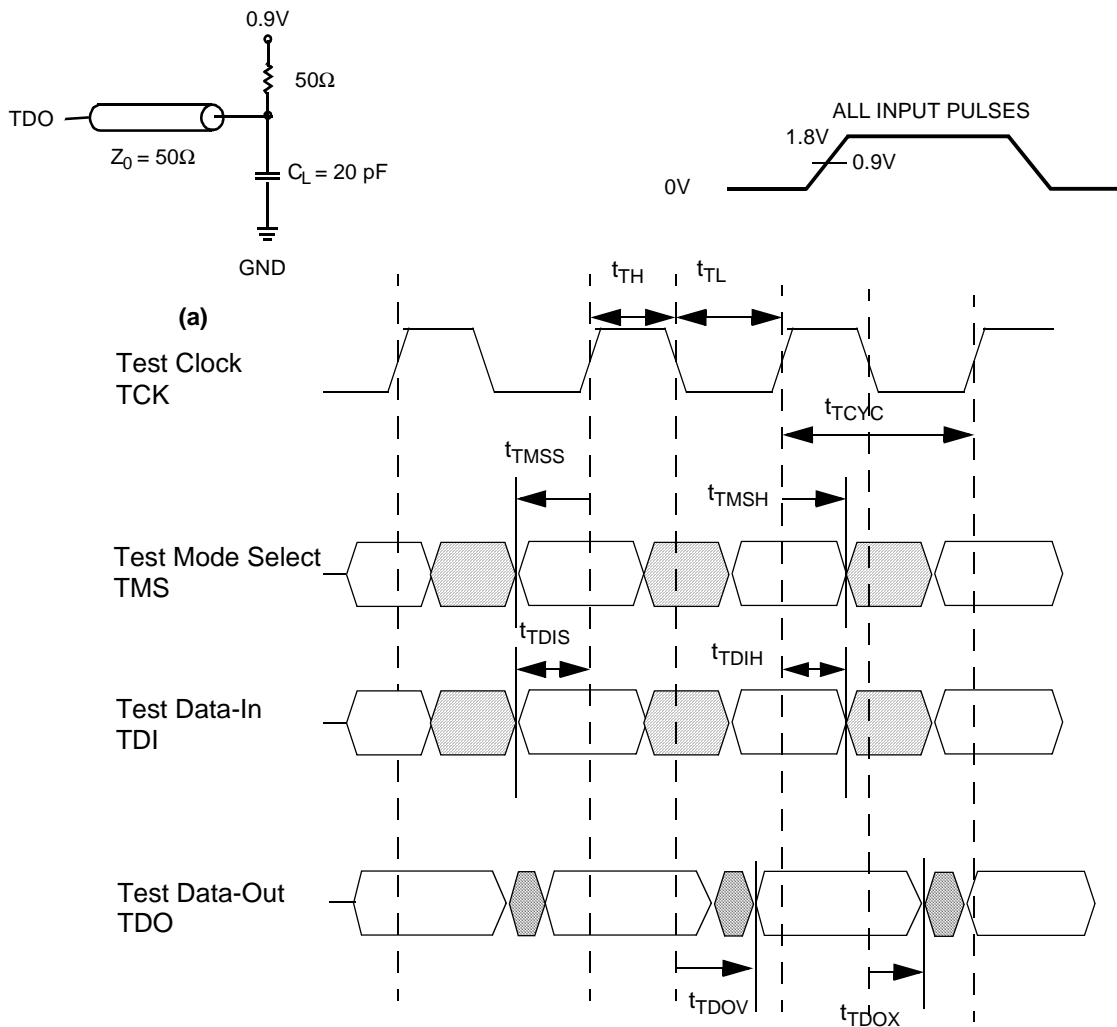 0.9V
50Ω
TDO
Z0 = 50Ω
CL = 20 pF
GND
(a)
ALL INPUT PULSES
1.8V
0.9V
0V
tTH
tTL
Test Clock
TCK
tTCYC
tTMSS
tTMSH
Test Mode Select
TMS
tTDIS
tTDIH
Test Data-In
TDI
Test Data-Out
TDO
tTDOV
tTDOX